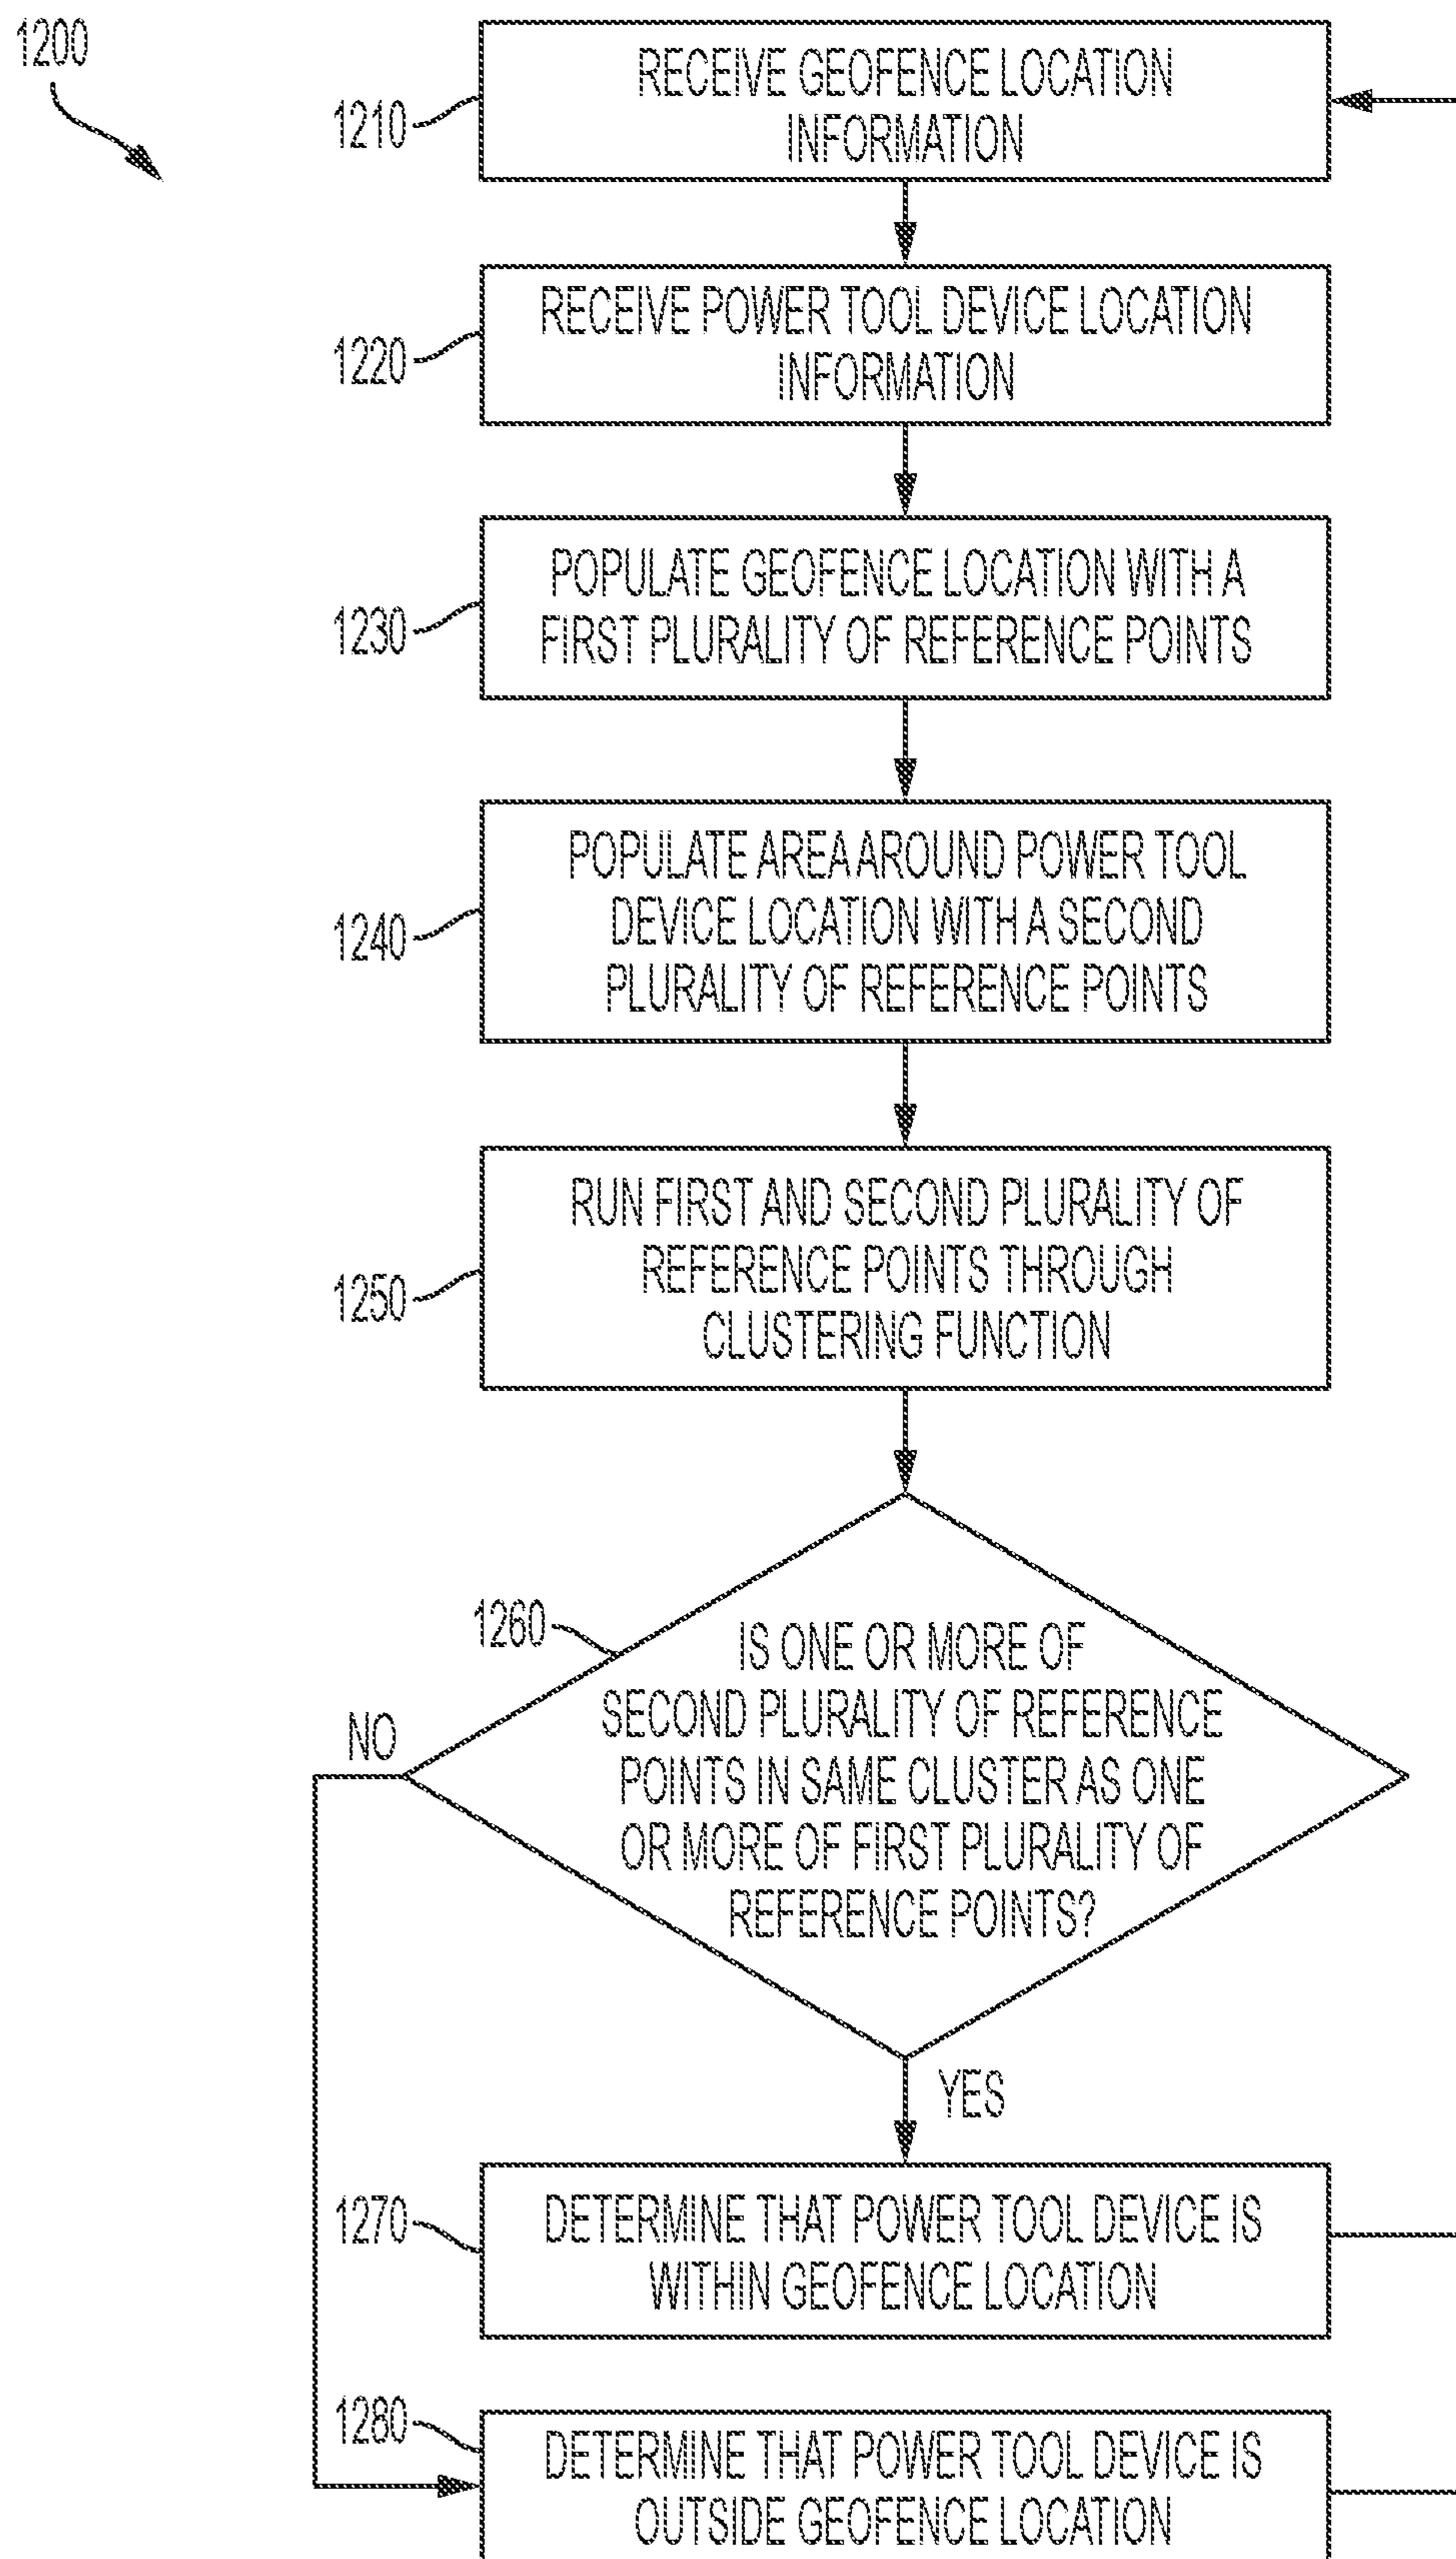 1200
1210
RECEIVE GEOFENCE LOCATION
INFORMATION
1220
RECEIVE POWER TOOL DEVICE LOCATION
INFORMATION
1230
POPULATE GEOFENCE LOCATION WITH A
FIRST PLURALITY OF REFERENCE POINTS
1240
POPULATE AREA AROUND POWER TOOL
DEVICE LOCATION WITH A SECOND
PLURALITY OF REFERENCE POINTS
1250
RUN FIRST AND SECOND PLURALITY OF
REFERENCE POINTS THROUGH
CLUSTERING FUNCTION
1260
IS ONE OR MORE OF
SECOND PLURALITY OF REFERENCE
POINTS IN SAME CLUSTER AS ONE
OR MORE OF FIRST PLURALITY OF
REFERENCE POINTS?
NO
YES
1270
DETERMINE THAT POWER TOOL DEVICE IS
WITHIN GEOFENCE LOCATION
1280
DETERMINE THAT POWER TOOL DEVICE IS
OUTSIDE GEOFENCE LOCATION